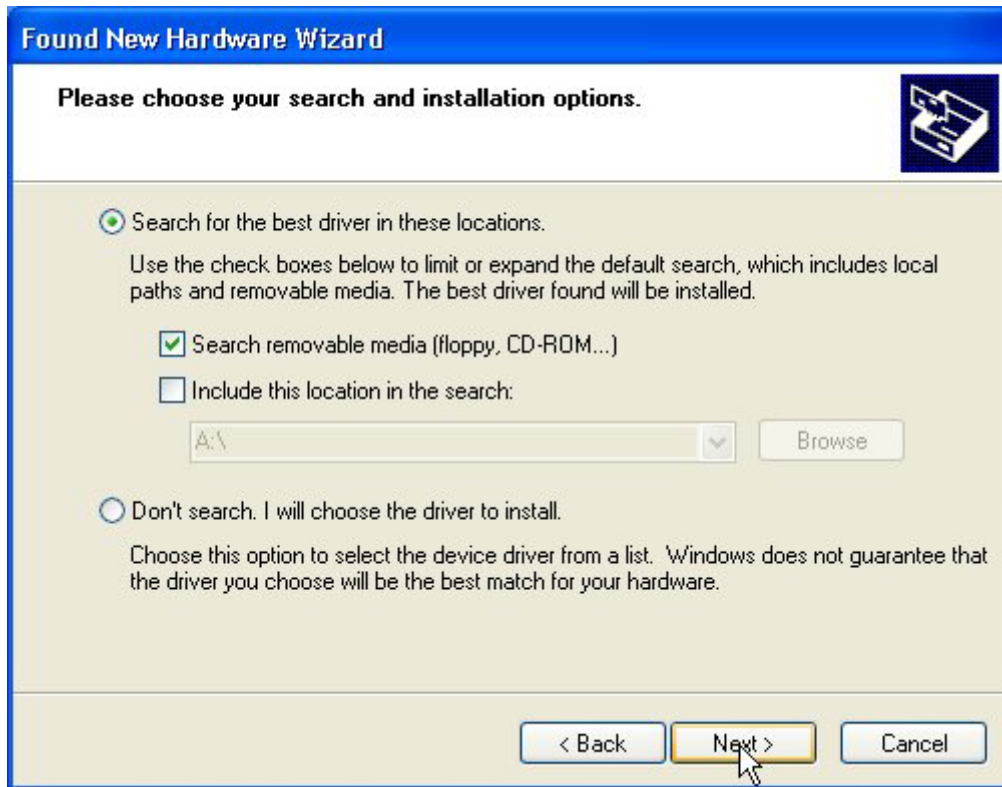 Found New Hardware Wizard
Please choose your search and installation options.
Search for the best driver in these locations.
Use the check boxes below to limit or expand the default search, which includes local
paths and removable media. The best driver found will be installed.
Search removable media (floppy, CD-ROM...)
Include this location in the search:
A:\
Browse
Don't search. I will choose the driver to install.
Choose this option to select the device driver from a list.  Windows does not guarantee that
the driver you choose will be the best match for your hardware.
< Back
Next >
Cancel